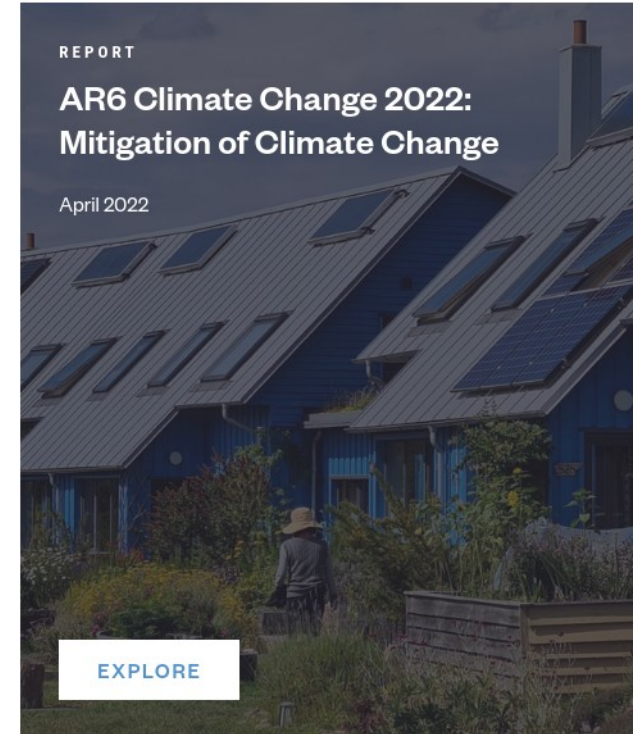 REPORT
AR6 Climate Change 2022:
Mitigation of Climate Change
April 2022
EXPLORE